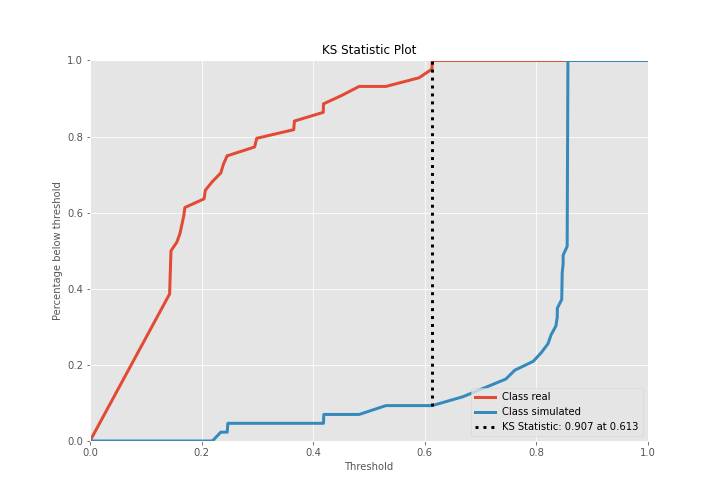 KS Statistic Plot
1.0
0.8
0.6
0.4
0.2
0.0
Percentage below threshold
Class real
Class simulated
KS Statistic: 0.907 at 0.613
0.0 0.2 0.4 0.6 0.8 1.0
Threshold